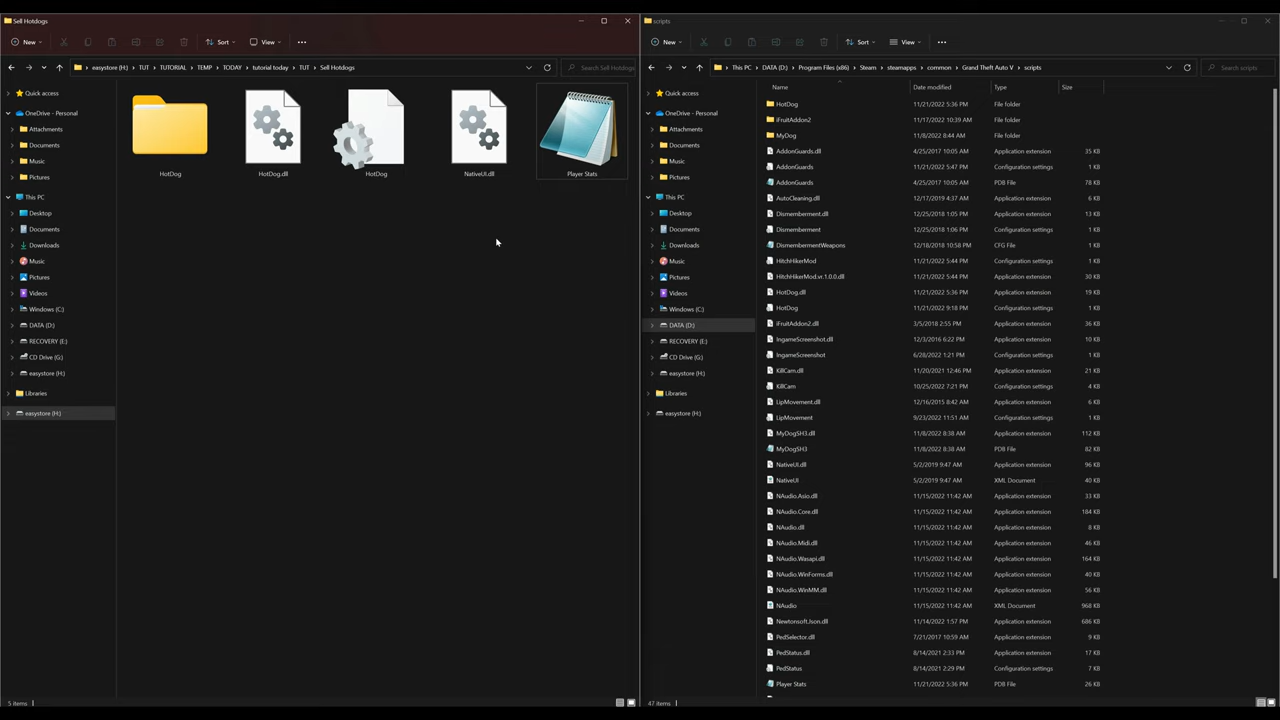 Sell Hotdogs
New
Sort
View
easystore (H:) > TUT > TUTORIAL > TEMP > TODAY > tutorial today > TUT > Sell Hotdogs
Search Sell Hotdogs
Quick access
OneDrive - Personal
Attachments
Documents
Music
Pictures
This PC
Desktop
Documents
Downloads
Music
Pictures
Videos
Windows (C:)
DATA (D:)
RECOVERY (E:)
CD Drive (G:)
easystore (H:)
Libraries
easystore (H:)
HotDog
HotDog.dll
HotDog
NativeUI.dll
Player Stats
5 items
scripts
New
Sort
View
This PC > DATA (D:) > Program Files (x86) > Steam > steamapps > common > Grand Theft Auto V > scripts
Search scripts
Quick access
OneDrive - Personal
Attachments
Documents
Music
Pictures
This PC
Desktop
Documents
Downloads
Music
Pictures
Videos
Windows (C:)
DATA (D:)
RECOVERY (E:)
CD Drive (G:)
easystore (H:)
Libraries
easystore (H:)
Name Date modified Type Size
HotDog 11/21/2022 5:36 PM File folder
iFruitAddon2 11/17/2022 10:39 AM File folder
MyDog 11/8/2022 8:44 AM File folder
AddonGuards.dll 4/25/2017 10:05 AM Application extension 35 KB
AddonGuards 11/21/2022 5:44 PM Configuration settings 1 KB
AddonGuards 4/25/2017 10:05 AM PDB File 78 KB
AutoCleaning.dll 12/17/2019 4:37 AM Application extension 6 KB
Dismemberment.dll 12/25/2018 1:05 PM Application extension 13 KB
Dismemberment 12/25/2018 1:06 PM Configuration settings 1 KB
DismembermentWeapons 12/18/2018 10:58 PM CFG File 1 KB
HitchHikerMod 11/21/2022 5:44 PM Configuration settings 1 KB
HitchHikerMod.vr.1.0.0.dll 11/21/2022 5:44 PM Application extension 30 KB
HotDog.dll 11/21/2022 5:36 PM Application extension 19 KB
HotDog 11/21/2022 9:18 PM Configuration settings 1 KB
iFruitAddon2.dll 3/5/2018 2:55 PM Application extension 36 KB
IngameScreenshot.dll 12/3/2016 6:22 PM Application extension 10 KB
IngameScreenshot 6/28/2022 1:21 PM Configuration settings 1 KB
KillCam.dll 11/20/2021 12:46 PM Application extension 21 KB
KillCam 10/25/2022 7:21 PM Configuration settings 4 KB
LipMovement.dll 12/16/2015 8:42 AM Application extension 6 KB
LipMovement 9/23/2022 11:51 AM Configuration settings 1 KB
MyDogSH3.dll 11/8/2022 8:38 AM Application extension 112 KB
MyDogSH3 11/8/2022 8:38 AM PDB File 82 KB
NativeUI.dll 5/2/2019 9:47 AM Application extension 96 KB
NativeUI 5/2/2019 9:47 AM XML Document 1 KB
NAudio.Asio.dll 11/15/2022 11:42 AM Application extension 33 KB
NAudio.Core.dll 11/15/2022 11:42 AM Application extension 184 KB
NAudio.dll 11/15/2022 11:42 AM Application extension 8 KB
NAudio.Midi.dll 11/15/2022 11:42 AM Application extension 46 KB
NAudio.Wasapi.dll 11/15/2022 11:42 AM Application extension 164 KB
NAudio.WinForms.dll 11/15/2022 11:42 AM Application extension 40 KB
NAudio.WinMM.dll 11/15/2022 11:42 AM Application extension 56 KB
NAudio 11/15/2022 11:42 AM XML Document 968 KB
Newtonsoft.Json.dll 11/14/2022 1:57 PM Application extension 686 KB
PedSelector.dll 7/21/2017 10:59 AM Application extension 9 KB
PedStatus.dll 8/14/2021 2:33 PM Application extension 17 KB
PedStatus 8/14/2021 2:29 PM Configuration settings 7 KB
Player Stats 11/21/2022 5:36 PM PDB File 26 KB
47 items